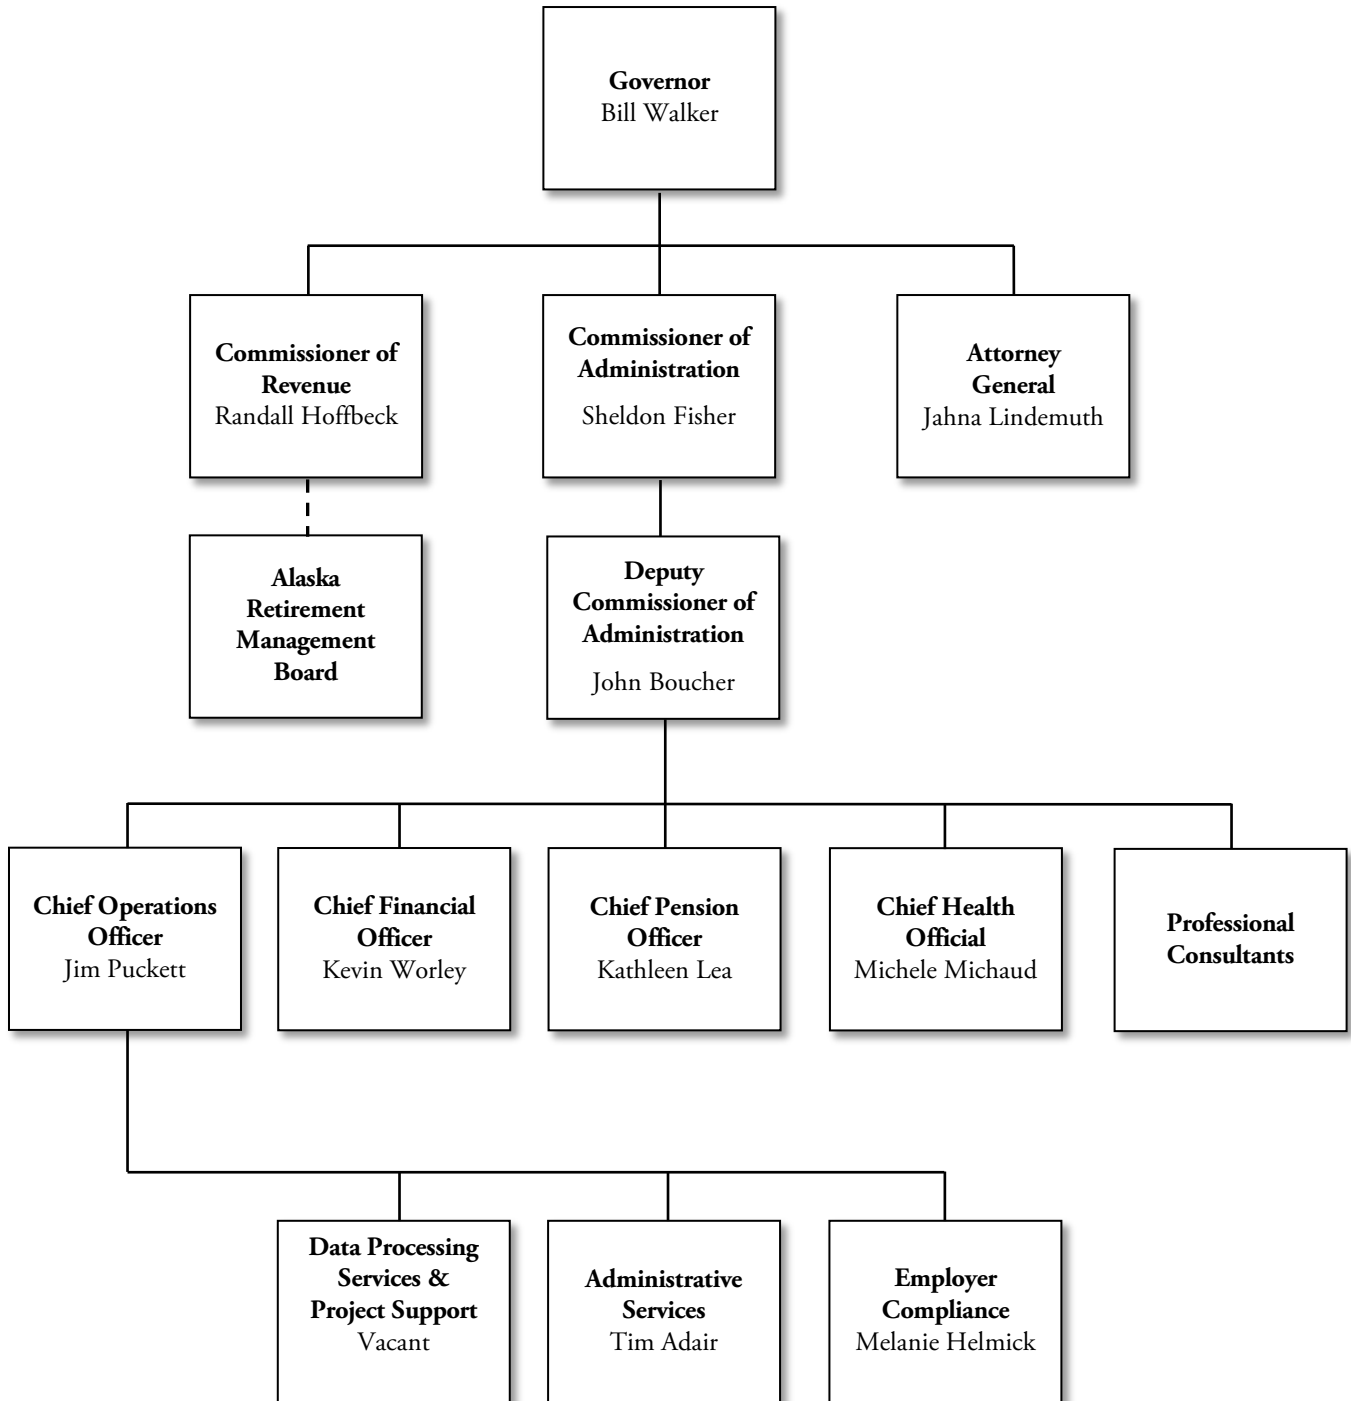 Governor
Bill Walker
Commissioner of
Revenue
Randall Hoffbeck
Commissioner of
Administration
Sheldon Fisher
Attorney
General
Jahna Lindemuth
Alaska
Retirement
Management
Board
Deputy
Commissioner of
Administration
John Boucher
Chief Operations
Officer
Jim Puckett
Chief Financial
Officer
Kevin Worley
Chief Pension
Officer
Kathleen Lea
Chief Health
Official
Michele Michaud
Professional
Consultants
Data Processing
Services &
Project Support
Vacant
Administrative
Services
Tim Adair
Employer
Compliance
Melanie Helmick